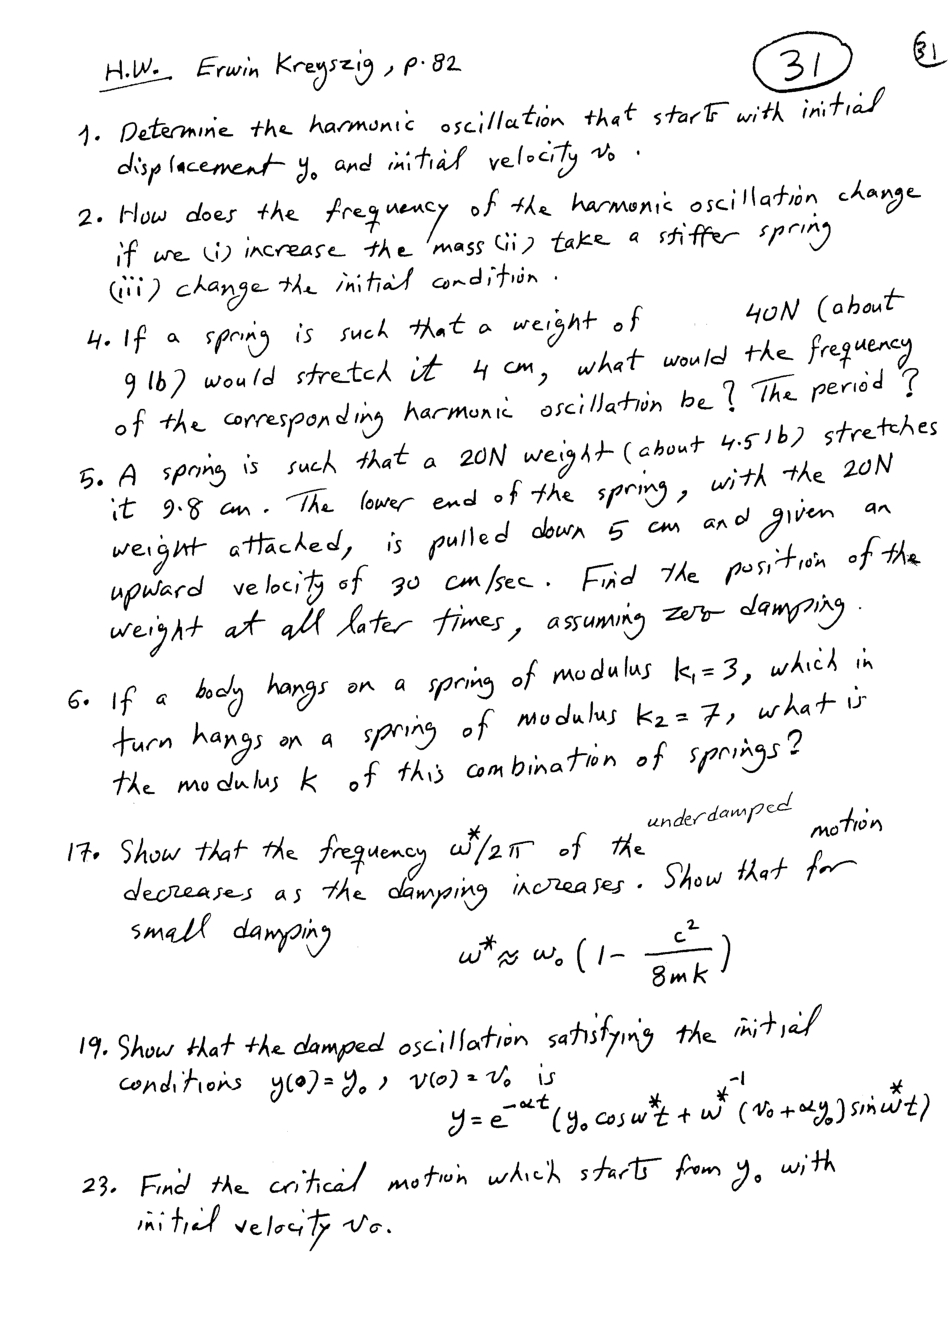 H.W. Erwin Kreyszig, p. 82
31
31
1. Determine the harmonic oscillation that starts with initial
displacement y₀ and initial velocity v₀.
2. How does the frequency of the harmonic oscillation change
if we (i) increase the mass (ii) take a stiffer spring
(iii) change the initial condition.
4. If a spring is such that a weight of 40N (about
9 lb) would stretch it 4 cm, what would the frequency
of the corresponding harmonic oscillation be? The period?
5. A spring is such that a 20N weight (about 4.5 lb) stretches
it 9.8 cm. The lower end of the spring, with the 20N
weight attached, is pulled down 5 cm and given an
upward velocity of 30 cm/sec. Find the position of the
weight at all later times, assuming zero damping.
6. If a body hangs on a spring of modulus k₁=3, which in
turn hangs on a spring of modulus k₂=7, what is
the modulus k of this combination of springs?
17. Show that the frequency ω*/2π of the underdamped motion
decreases as the damping increases. Show that for
small damping
ω* ≈ ω₀ (1 - c²/8mk)
19. Show that the damped oscillation satisfying the initial
conditions y(0)=y₀, v(0)=v₀ is
y = e^-αt (y₀ cos ω*t + ω*^-1 (v₀+αy₀) sin ω*t)
23. Find the critical motion which starts from y₀ with
initial velocity v₀.